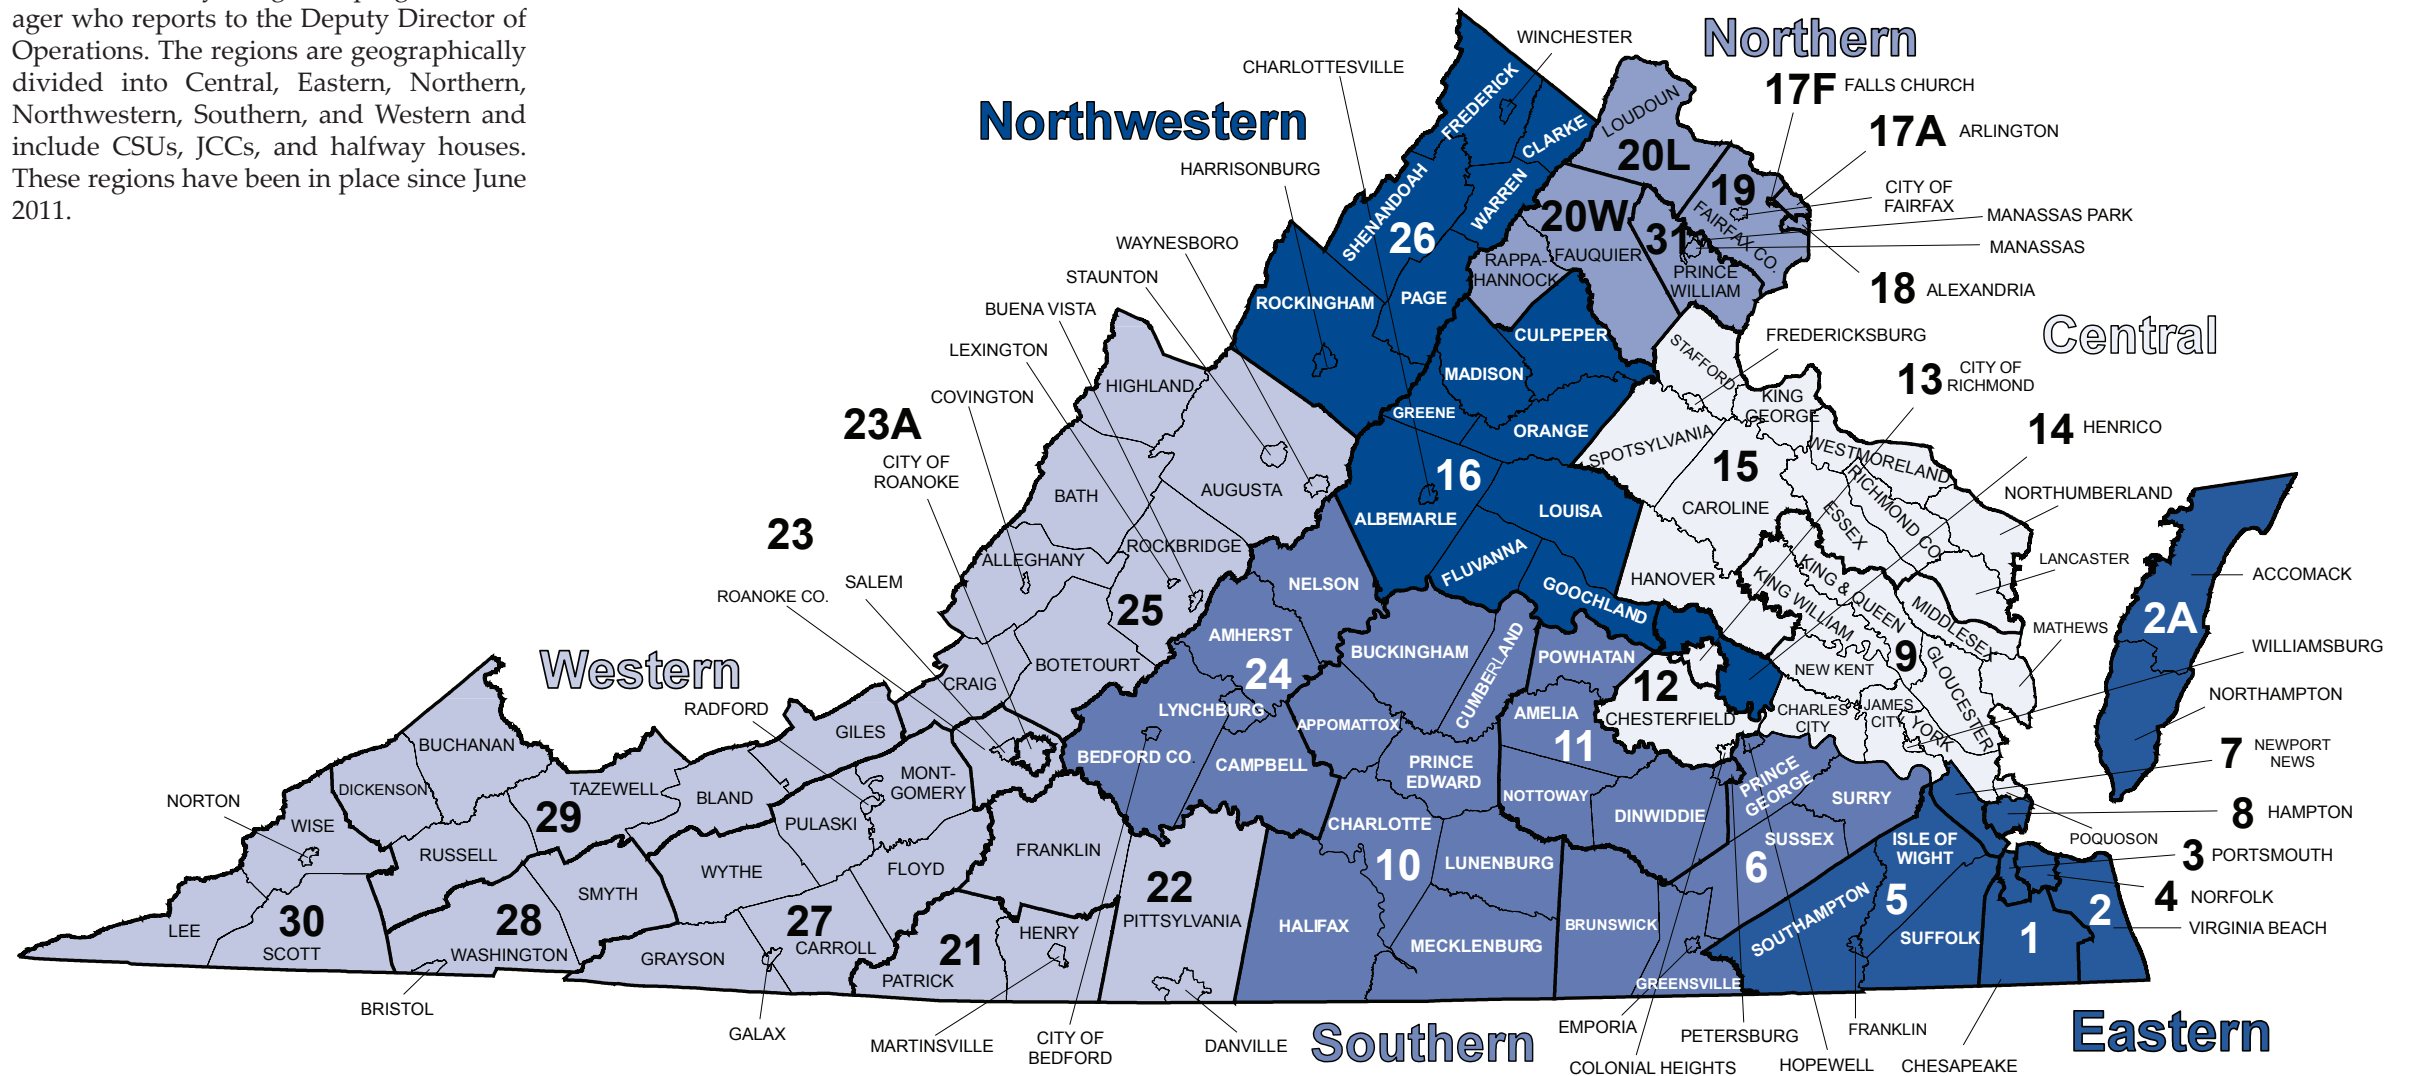 ager who reports to the Deputy Director of
Operations. The regions are geographically
divided into Central, Eastern, Northern,
Northwestern, Southern, and Western and
include CSUs, JCCs, and halfway houses.
These regions have been in place since June
2011.
Northern
WINCHESTER
CHARLOTTESVILLE
17F FALLS CHURCH
FREDERICK
LOUDOUN
Northwestern
17A ARLINGTON
CLARKE
20L
HARRISONBURG
19
CITY OF
FAIRFAX
SHENANDOAH
WARREN
20W
FAIRFAX CO.
MANASSAS PARK
26
31
MANASSAS
WAYNESBORO
STAUNTON
RAPPA-
HANNOCK
FAUQUIER
PRINCE
WILLIAM
18 ALEXANDRIA
ROCKINGHAM
PAGE
BUENA VISTA
CULPEPER
FREDERICKSBURG
Central
LEXINGTON
STAFFORD
MADISON
13 CITY OF
RICHMOND
HIGHLAND
COVINGTON
GREENE
KING
GEORGE
23A
CITY OF
ROANOKE
ORANGE
14 HENRICO
SPOTSYLVANIA
WESTMORELAND
16
15
BATH
AUGUSTA
RICHMOND CO.
NORTHUMBERLAND
ALBEMARLE
LOUISA
CAROLINE
ESSEX
23
ROCKBRIDGE
ALLEGHANY
FLUVANNA
LANCASTER
SALEM
NELSON
HANOVER
KING & QUEEN
KING WILLIAM
ACCOMACK
ROANOKE CO.
25
GOOCHLAND
MIDDLESEX
2A
AMHERST
BUCKINGHAM
CUMBERLAND
POWHATAN
MATHEWS
WILLIAMSBURG
Western
BOTETOURT
CRAIG
24
12
NEW KENT
9
GLOUCESTER
NORTHAMPTON
RADFORD
LYNCHBURG
APPOMATTOX
AMELIA
CHESTERFIELD
CHARLES
CITY
JAMES
CITY
YORK
GILES
BUCHANAN
11
7 NEWPORT
NEWS
BEDFORD CO.
CAMPBELL
PRINCE
EDWARD
DICKENSON
TAZEWELL
MONT-
GOMERY
BLAND
NOTTOWAY
DINWIDDIE
PRINCE
GEORGE
SURRY
NORTON
WISE
29
PULASKI
CHARLOTTE
8 HAMPTON
POQUOSON
RUSSELL
FRANKLIN
LUNENBURG
SUSSEX
ISLE OF
WIGHT
3 PORTSMOUTH
WYTHE
FLOYD
22
10
6
SMYTH
4 NORFOLK
LEE
30
SCOTT
28
WASHINGTON
27
CARROLL
21
HENRY
PITTSYLVANIA
HALIFAX
MECKLENBURG
BRUNSWICK
SOUTHAMPTON
5
SUFFOLK
1
2
VIRGINIA BEACH
GRAYSON
PATRICK
GREENSVILLE
BRISTOL
GALAX
MARTINSVILLE
CITY OF
BEDFORD
DANVILLE
Southern
EMPORIA
COLONIAL HEIGHTS
PETERSBURG
HOPEWELL
FRANKLIN
CHESAPEAKE
Eastern